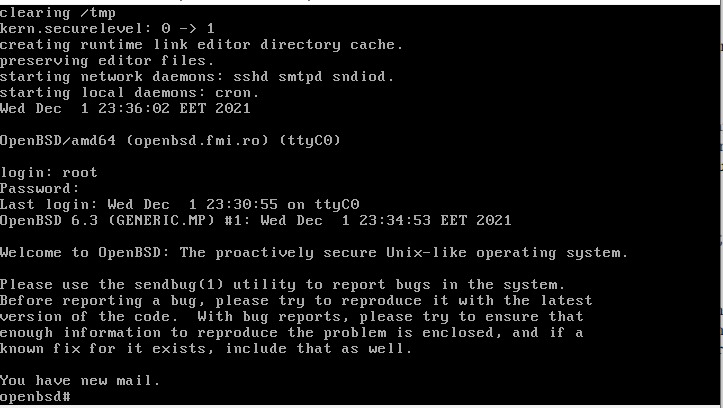 clearing /tmp
kern.securelevel: 0 -> 1
creating runtime link editor directory cache.
preserving editor files.
starting network daemons: sshd smtpd sndiod.
starting local daemons: cron.
Wed Dec  1 23:36:02 EET 2021
OpenBSD/amd64 (openbsd.fmi.ro) (ttyC0)
login: root
Password:
Last login: Wed Dec  1 23:30:55 on ttyC0
OpenBSD 6.3 (GENERIC.MP) #1: Wed Dec  1 23:34:53 EET 2021
Welcome to OpenBSD: The proactively secure Unix-like operating system.
Please use the sendbug(1) utility to report bugs in the system.
Before reporting a bug, please try to reproduce it with the latest
version of the code.  With bug reports, please try to ensure that
enough information to reproduce the problem is enclosed, and if a
known fix for it exists, include that as well.
You have new mail.
openbsd#